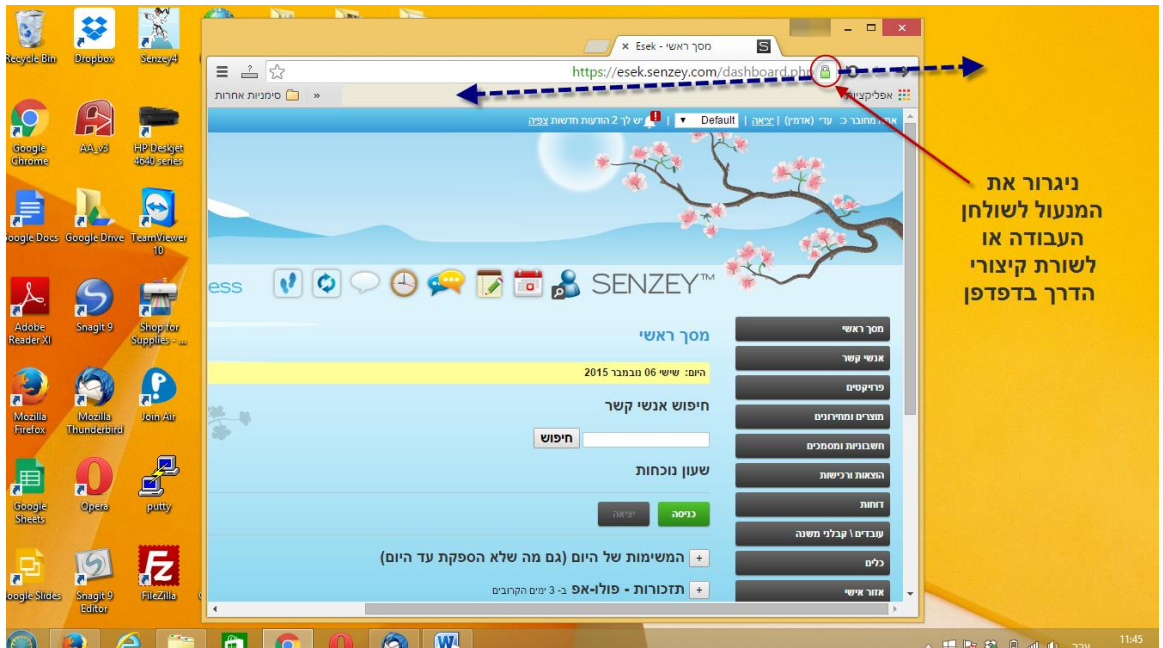 Recycle Bin
Dropbox
Senzey4
Google Chrome
AA_v3
HP Deskjet 4640 series
Google Docs
Google Drive
TeamViewer 10
Adobe Reader XI
Snagit 9
Shop for Supplies - ...
Mozilla Firefox
Mozilla Thunderbird
Join Air
Google Sheets
Opera
putty
Google Slides
Snagit 9 Editor
FileZilla
מסך ראשי - Esek
https://esek.senzey.com/dashboard.php
אפליקציות
סימניות אחרות
»
מחובר כ: עדי (אדמין) | יציאה | Default | יש לך 2 הודעות חדשות צפיה
SENZEY™
ess
מסך ראשי
אנשי קשר
פרויקטים
מוצרים ומחירונים
חשבוניות ומסמכים
הוצאות ורכישות
דוחות
עובדים \ קבלני משנה
כלים
אזור אישי
מסך ראשי
היום: שישי 06 נובמבר 2015
חיפוש אנשי קשר
חיפוש
שעון נוכחות
כניסה
יציאה
המשימות של היום (גם מה שלא הספקת עד היום)
תזכורות - פולו-אפ ב- 3 ימים הקרובים
ניגרור את
המנעול לשולחן
העבודה או
לשורת קיצורי
הדרך בדפדפן
11:45